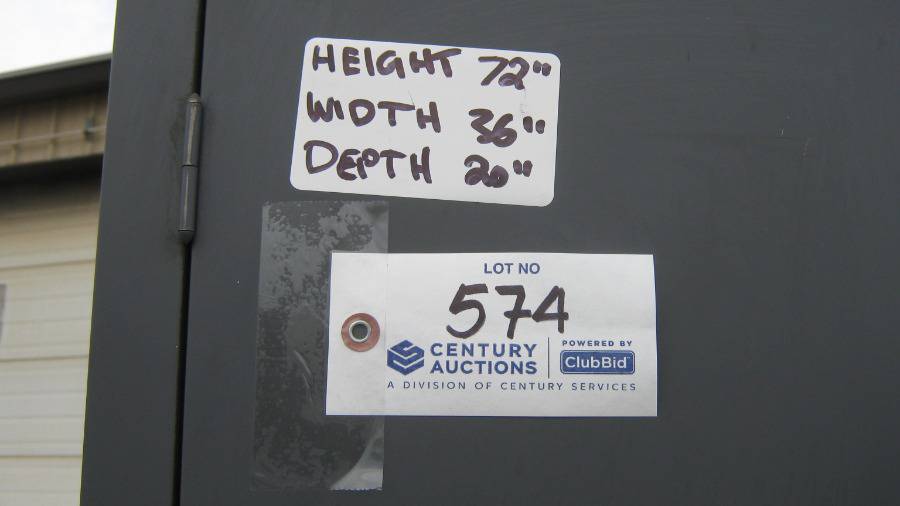 HEIGHT 72"
WIDTH 36"
DEPTH 20"
LOT NO
574
CENTURY
AUCTIONS
POWERED BY
ClubBid
A DIVISION OF CENTURY SERVICES